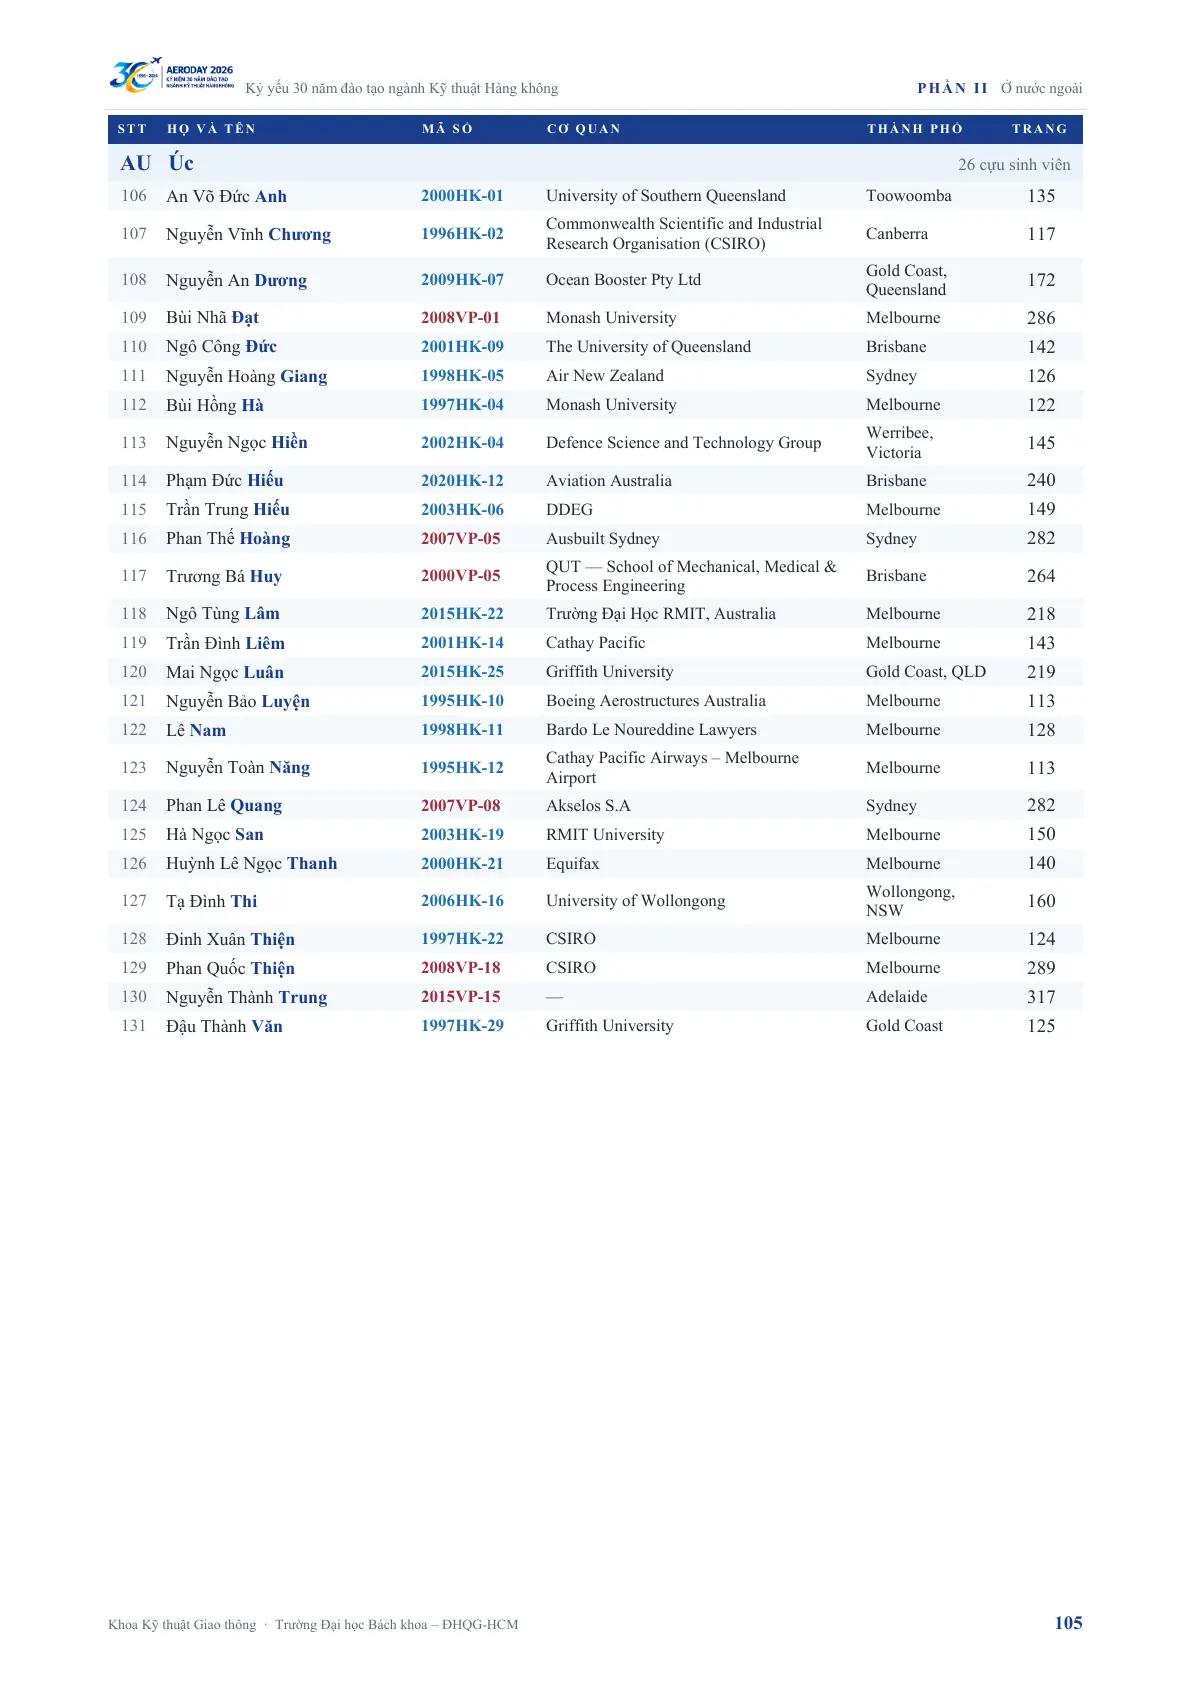 30 AERODAY 2026
1996 - 2026 KỶ NIỆM 30 NĂM ĐÀO TẠO
NGÀNH KỸ THUẬT HÀNG KHÔNG
Kỷ yếu 30 năm đào tạo ngành Kỹ thuật Hàng không PHẦN II Ở nước ngoài
STT HỌ VÀ TÊN MÃ SỐ CƠ QUAN THÀNH PHỐ TRANG
AU Úc 26 cựu sinh viên
106 An Võ Đức Anh 2000HK-01 University of Southern Queensland Toowoomba 135
107 Nguyễn Vĩnh Chương 1996HK-02 Commonwealth Scientific and Industrial
Research Organisation (CSIRO) Canberra 117
108 Nguyễn An Dương 2009HK-07 Ocean Booster Pty Ltd Gold Coast,
Queensland 172
109 Bùi Nhã Đạt 2008VP-01 Monash University Melbourne 286
110 Ngô Công Đức 2001HK-09 The University of Queensland Brisbane 142
111 Nguyễn Hoàng Giang 1998HK-05 Air New Zealand Sydney 126
112 Bùi Hồng Hà 1997HK-04 Monash University Melbourne 122
113 Nguyễn Ngọc Hiền 2002HK-04 Defence Science and Technology Group Werribee,
Victoria 145
114 Phạm Đức Hiếu 2020HK-12 Aviation Australia Brisbane 240
115 Trần Trung Hiếu 2003HK-06 DDEG Melbourne 149
116 Phan Thế Hoàng 2007VP-05 Ausbuilt Sydney Sydney 282
117 Trương Bá Huy 2000VP-05 QUT — School of Mechanical, Medical &
Process Engineering Brisbane 264
118 Ngô Tùng Lâm 2015HK-22 Trường Đại Học RMIT, Australia Melbourne 218
119 Trần Đình Liêm 2001HK-14 Cathay Pacific Melbourne 143
120 Mai Ngọc Luân 2015HK-25 Griffith University Gold Coast, QLD 219
121 Nguyễn Bảo Luyện 1995HK-10 Boeing Aerostructures Australia Melbourne 113
122 Lê Nam 1998HK-11 Bardo Le Noureddine Lawyers Melbourne 128
123 Nguyễn Toàn Năng 1995HK-12 Cathay Pacific Airways – Melbourne
Airport Melbourne 113
124 Phan Lê Quang 2007VP-08 Akselos S.A Sydney 282
125 Hà Ngọc San 2003HK-19 RMIT University Melbourne 150
126 Huỳnh Lê Ngọc Thanh 2000HK-21 Equifax Melbourne 140
127 Tạ Đình Thi 2006HK-16 University of Wollongong Wollongong,
NSW 160
128 Đinh Xuân Thiện 1997HK-22 CSIRO Melbourne 124
129 Phan Quốc Thiện 2008VP-18 CSIRO Melbourne 289
130 Nguyễn Thành Trung 2015VP-15 — Adelaide 317
131 Đậu Thành Văn 1997HK-29 Griffith University Gold Coast 125
Khoa Kỹ thuật Giao thông · Trường Đại học Bách khoa – ĐHQG-HCM 105